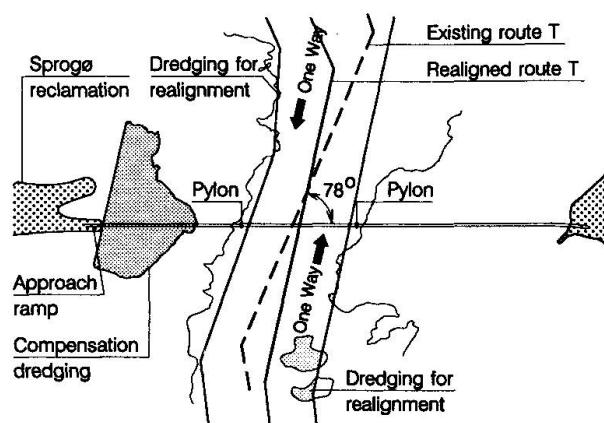 Existing route T
Realigned route T
Sprogø
reclamation
Dredging for
realignment
One Way
Pylon
78°
Pylon
Approach
ramp
One Way
Compensation
dredging
Dredging for
realignment